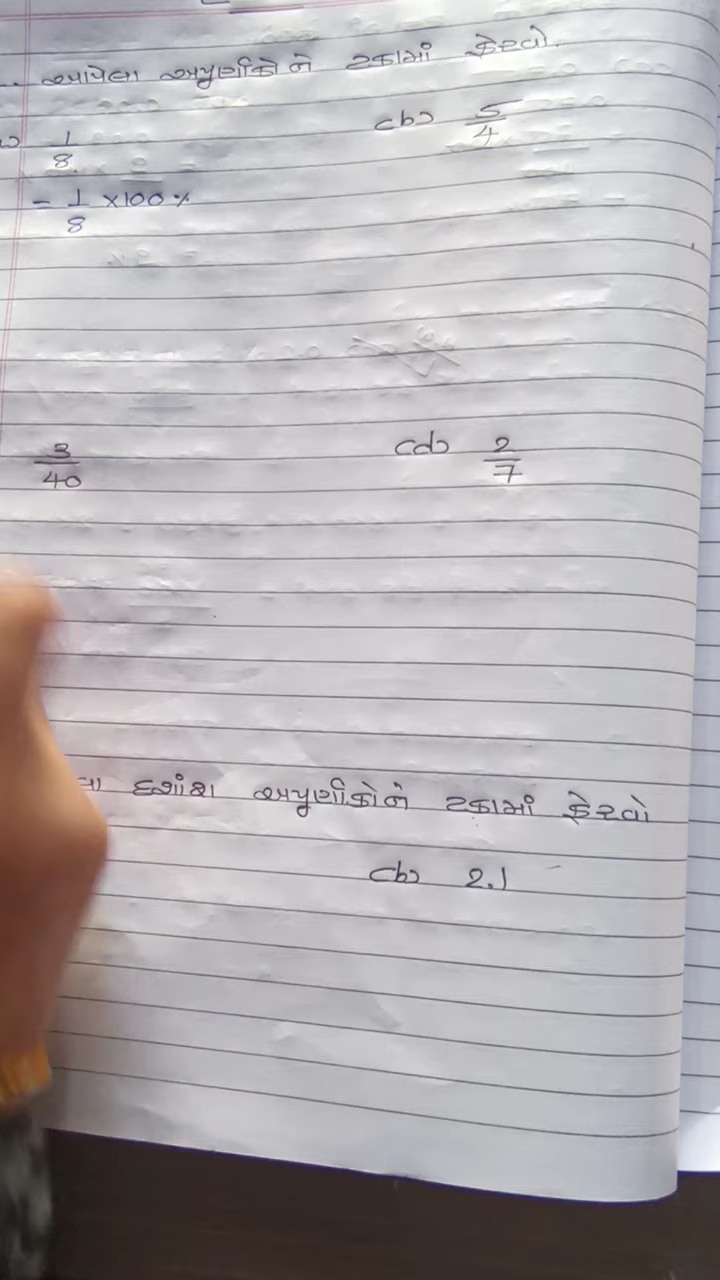 આપેલા અપૂર્ણાંકોને ટકામાં ફેરવો.
1/8 (b) 5/4
= 1/8 ×100%
3/40 (d) 2/7
દશાંશ અપૂર્ણાંકોને ટકામાં ફેરવો
(b) 2.1